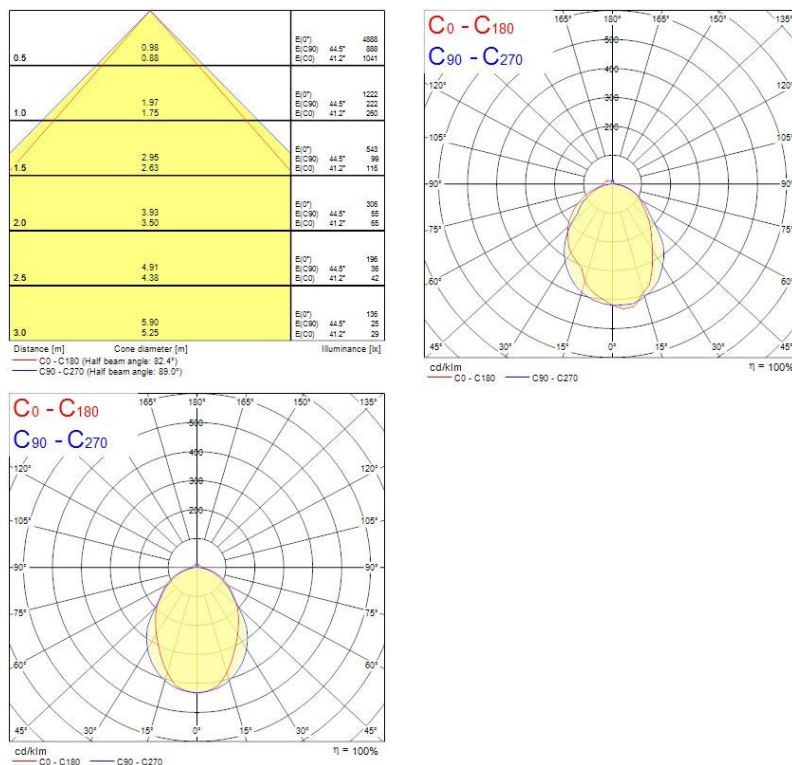 0.98
0.88
0.5
E(0°) 4888
E(C90) 44.5° 888
E(C0) 41.2° 1041
1.97
1.75
1.0
E(0°) 1222
E(C90) 44.5° 222
E(C0) 41.2° 260
2.95
2.63
1.5
E(0°) 543
E(C90) 44.5° 99
E(C0) 41.2° 116
3.93
3.50
2.0
E(0°) 306
E(C90) 44.5° 55
E(C0) 41.2° 65
4.91
4.38
2.5
E(0°) 196
E(C90) 44.5° 36
E(C0) 41.2° 42
5.90
5.25
3.0
E(0°) 136
E(C90) 44.5° 25
E(C0) 41.2° 29
Distance [m] Cone diameter [m] Illuminance [lx]
C0 - C180 (Half beam angle: 82.4°)
C90 - C270 (Half beam angle: 89.0°)
C0 - C180
C90 - C270
165° 180° 165° 135°
500
400
300
200
120° 120°
105° 105°
90° 90°
75° 75°
60° 60°
45° 30° 15° 0° 15° 30° 45°
cd/klm η = 100%
C0 - C180 C90 - C270
C0 - C180
C90 - C270
165° 180° 165° 135°
500
400
300
200
120° 120°
105° 105°
90° 90°
75° 75°
60° 60°
45° 30° 15° 0° 15° 30° 45°
cd/klm η = 100%
C0 - C180 C90 - C270